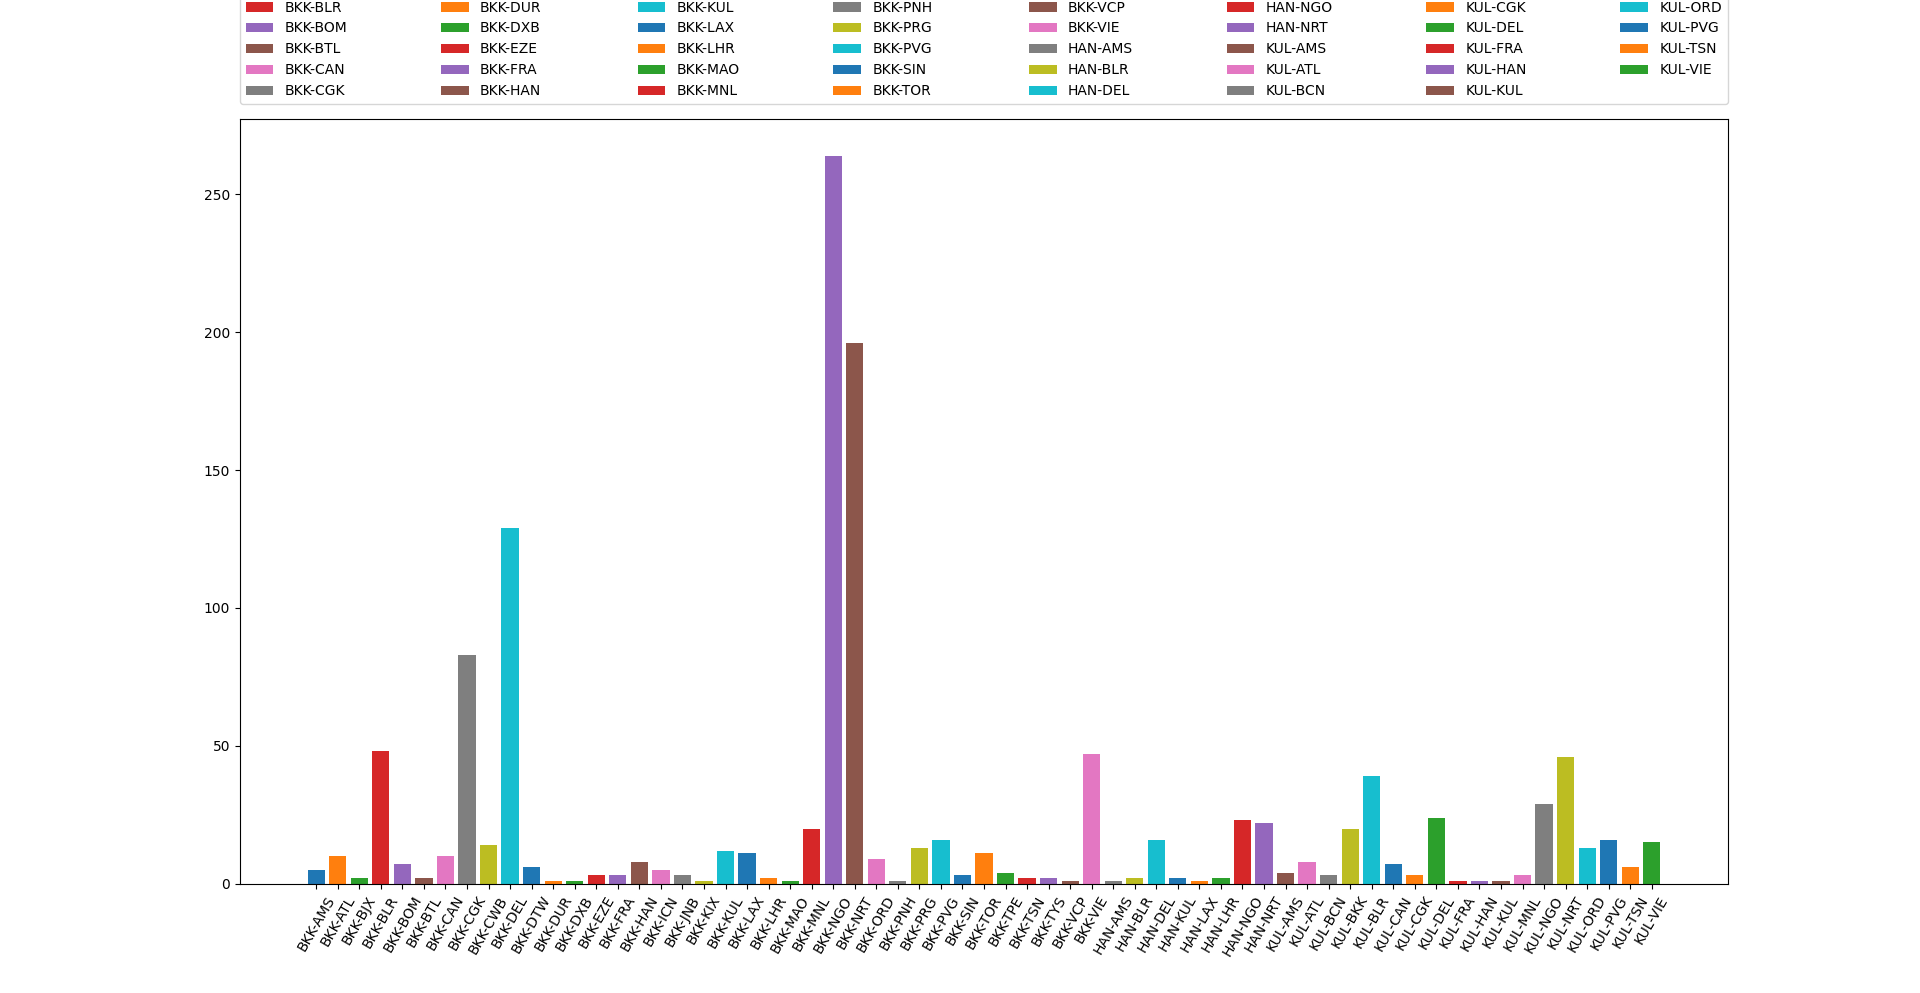 BKK-BLR BKK-DUR BKK-KUL BKK-PNH BKK-VCP HAN-NGO KUL-CGK KUL-ORD
BKK-BOM BKK-DXB BKK-LAX BKK-PRG BKK-VIE HAN-NRT KUL-DEL KUL-PVG
BKK-BTL BKK-EZE BKK-LHR BKK-PVG HAN-AMS KUL-AMS KUL-FRA KUL-TSN
BKK-CAN BKK-FRA BKK-MAO BKK-SIN HAN-BLR KUL-ATL KUL-HAN KUL-VIE
BKK-CGK BKK-HAN BKK-MNL BKK-TOR HAN-DEL KUL-BCN KUL-KUL
250
200
150
100
50
0
BKK-AMS
BKK-ATL
BKK-BJX
BKK-BLR
BKK-BOM
BKK-BTL
BKK-CAN
BKK-CGK
BKK-CWB
BKK-DEL
BKK-DTW
BKK-DUR
BKK-DXB
BKK-EZE
BKK-FRA
BKK-HAN
BKK-ICN
BKK-JNB
BKK-KIX
BKK-KUL
BKK-LAX
BKK-LHR
BKK-MAO
BKK-MNL
BKK-NGO
BKK-NRT
BKK-ORD
BKK-PNH
BKK-PRG
BKK-PVG
BKK-SIN
BKK-TOR
BKK-TPE
BKK-TSN
BKK-TYS
BKK-VCP
BKK-VIE
HAN-AMS
HAN-BLR
HAN-DEL
HAN-KUL
HAN-LAX
HAN-LHR
HAN-NGO
HAN-NRT
KUL-AMS
KUL-ATL
KUL-BCN
KUL-BKK
KUL-BLR
KUL-CAN
KUL-CGK
KUL-DEL
KUL-FRA
KUL-HAN
KUL-KUL
KUL-MNL
KUL-NGO
KUL-NRT
KUL-ORD
KUL-PVG
KUL-TSN
KUL-VIE